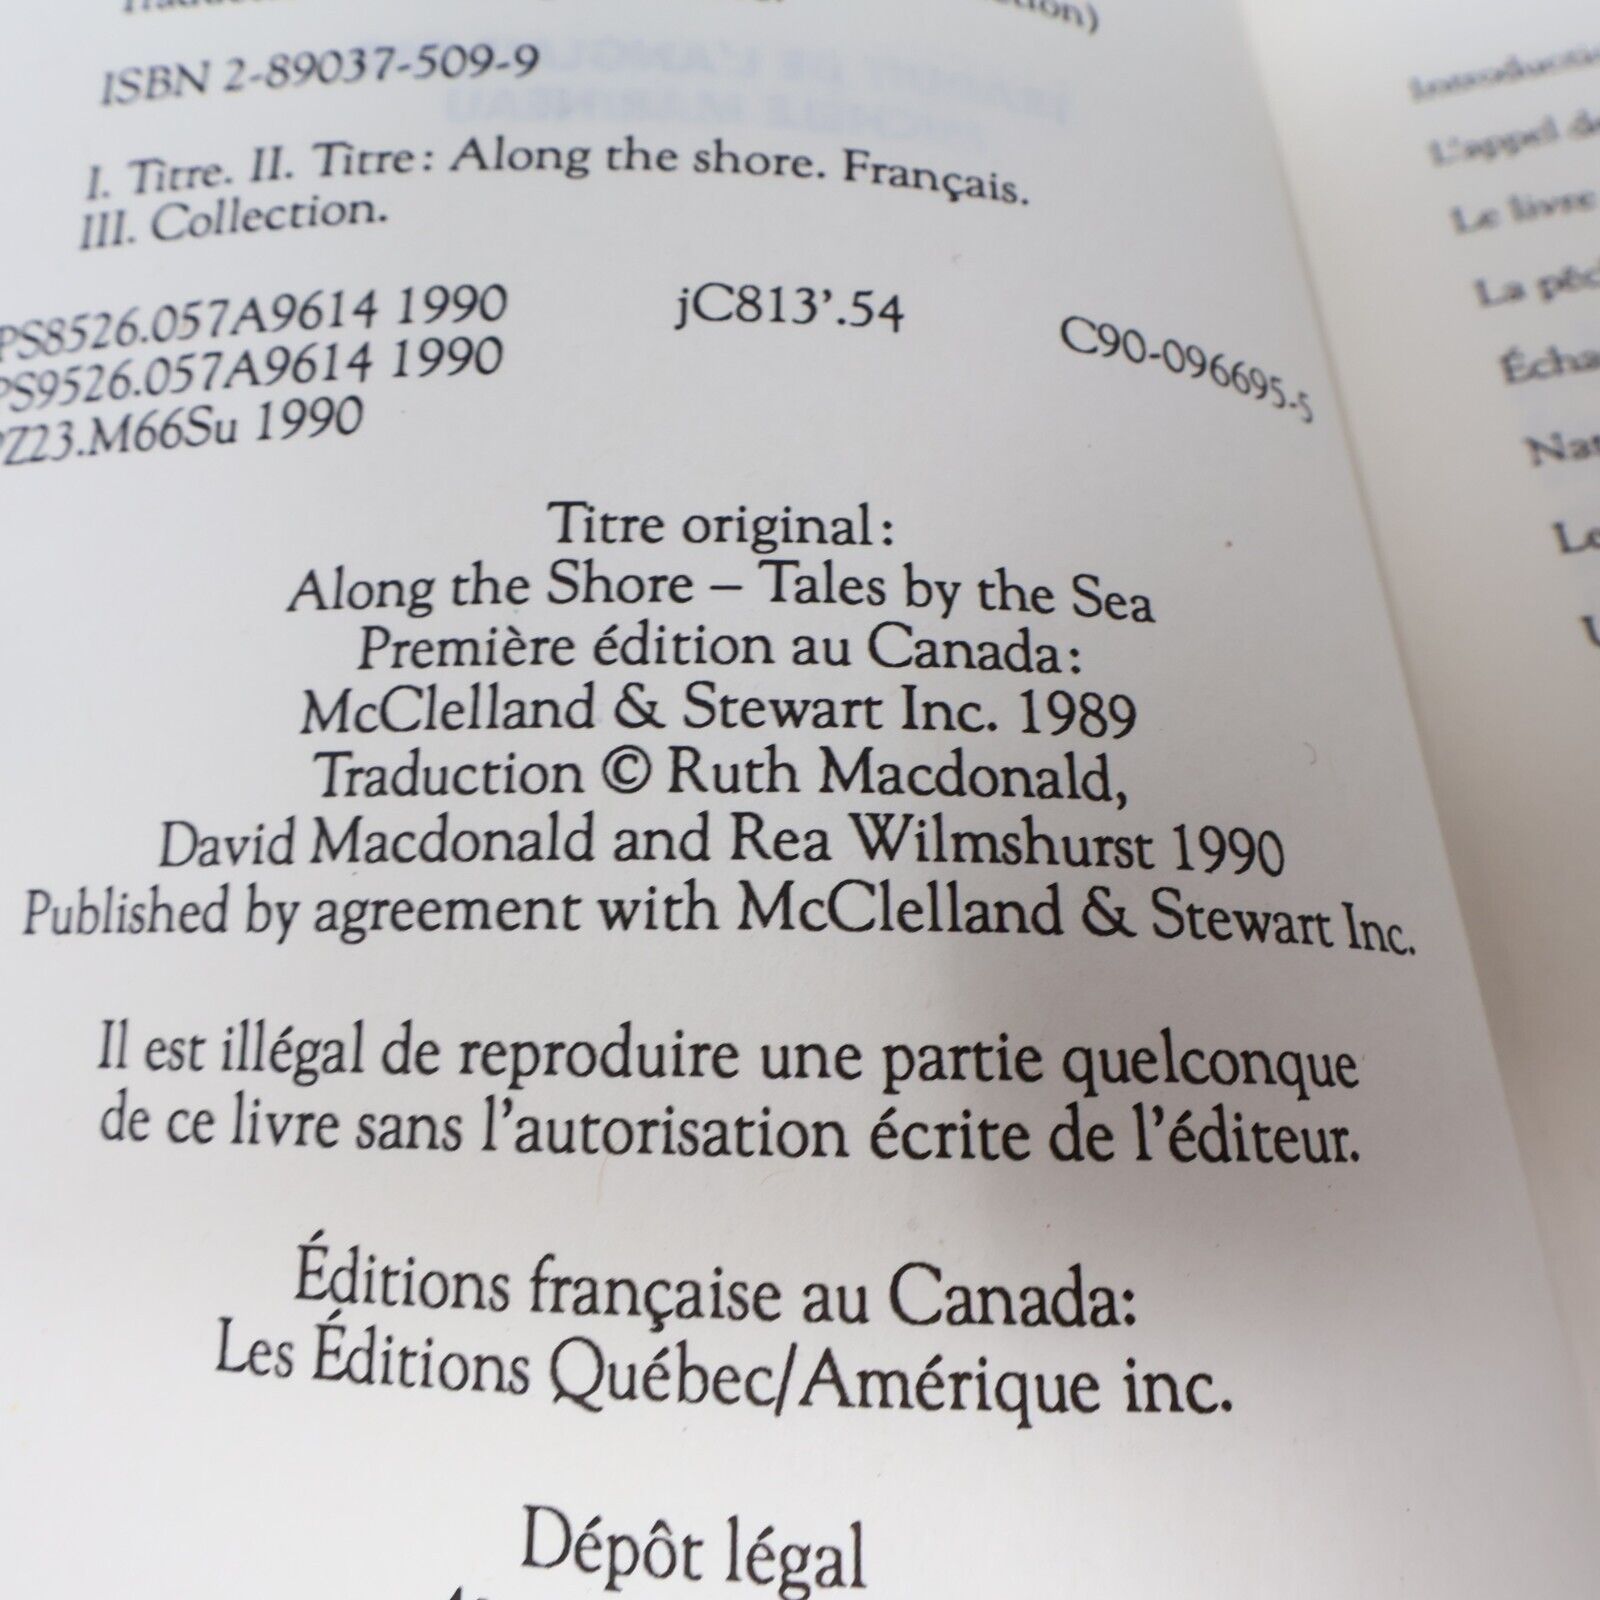 ISBN 2-89037-509-9
I. Titre. II. Titre : Along the shore. Français.
III. Collection.
PS8526.057A9614 1990 jC813'.54 C90-096695-5
PS9526.057A9614 1990
PZ23.M66Su 1990
Titre original :
Along the Shore – Tales by the Sea
Première édition au Canada :
McClelland & Stewart Inc. 1989
Traduction © Ruth Macdonald,
David Macdonald and Rea Wilmshurst 1990
Published by agreement with McClelland & Stewart Inc.
Il est illégal de reproduire une partie quelconque
de ce livre sans l'autorisation écrite de l'éditeur.
Éditions française au Canada:
Les Éditions Québec/Amérique inc.
Dépôt légal
L'appel
Le livre
La